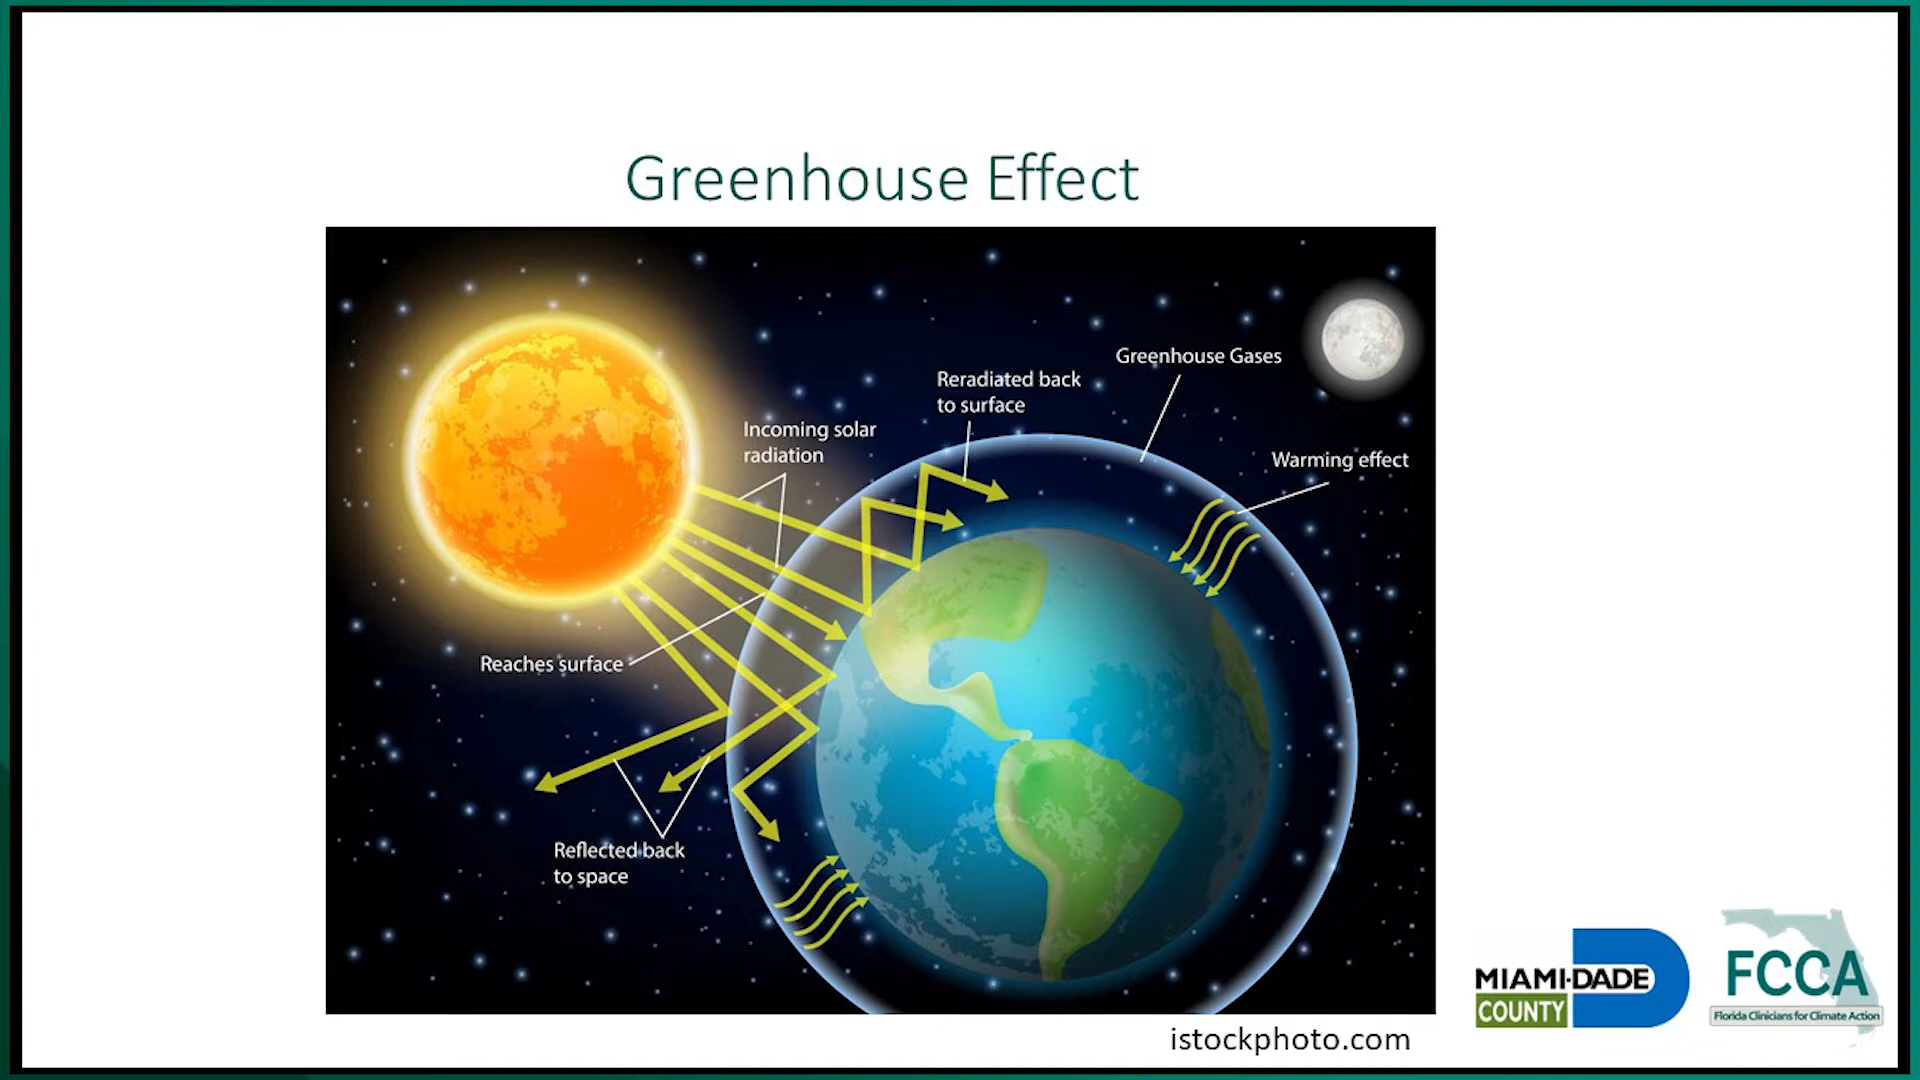 Greenhouse Effect
Greenhouse Gases
Reradiated back
to surface
Incoming solar
radiation
Warming effect
Reaches surface
Reflected back
to space
MIAMI-DADE
COUNTY
FCCA
Florida Clinicians for Climate Action
istockphoto.com